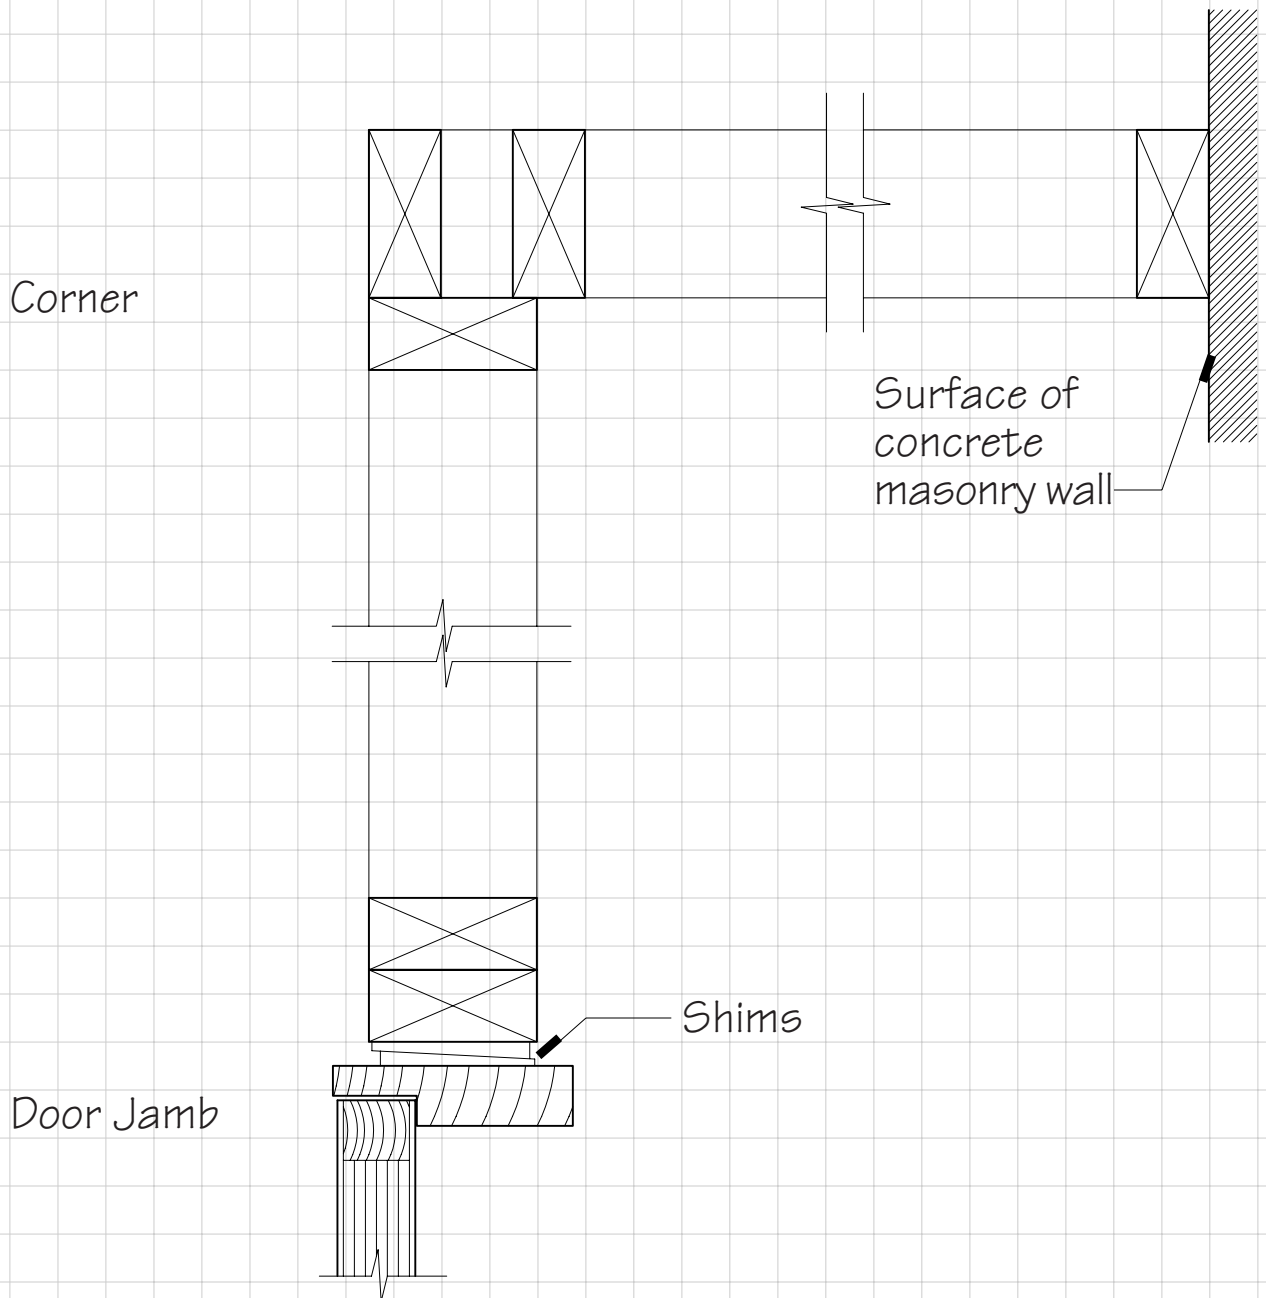 Corner
Surface of
concrete
masonry wall
Shims
Door Jamb